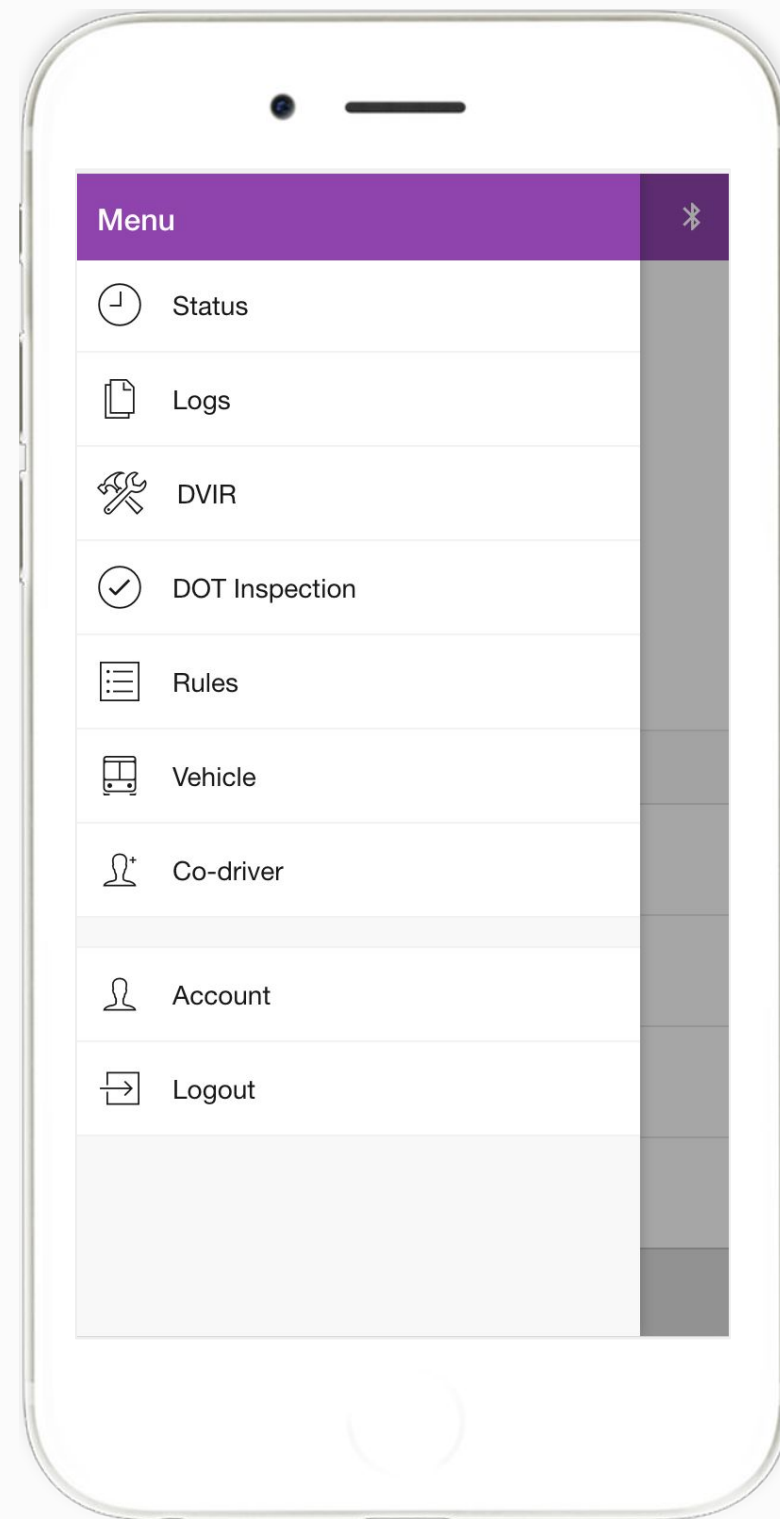 Menu
Status
Logs
DVIR
DOT Inspection
Rules
Vehicle
Co-driver
Account
Logout